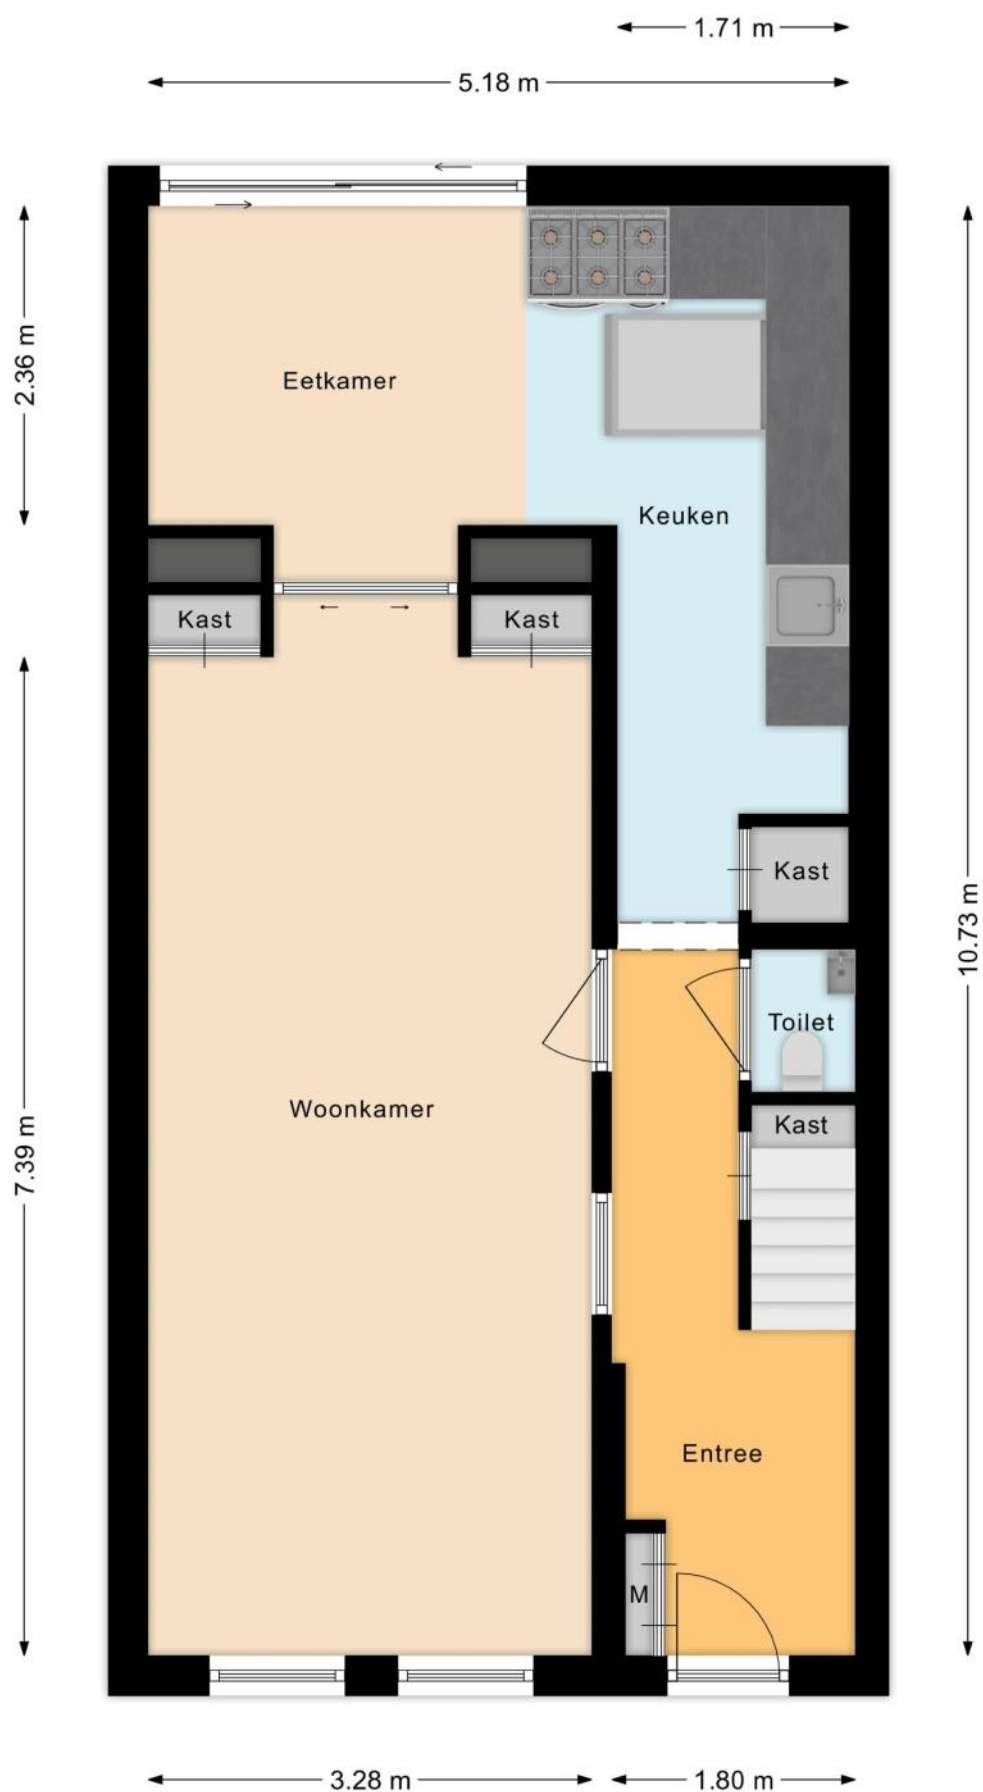 1.71 m
5.18 m
2.36 m
Eetkamer
Keuken
Kast
Kast
Kast
10.73 m
Toilet
Woonkamer
Kast
7.39 m
Entree
M
3.28 m
1.80 m